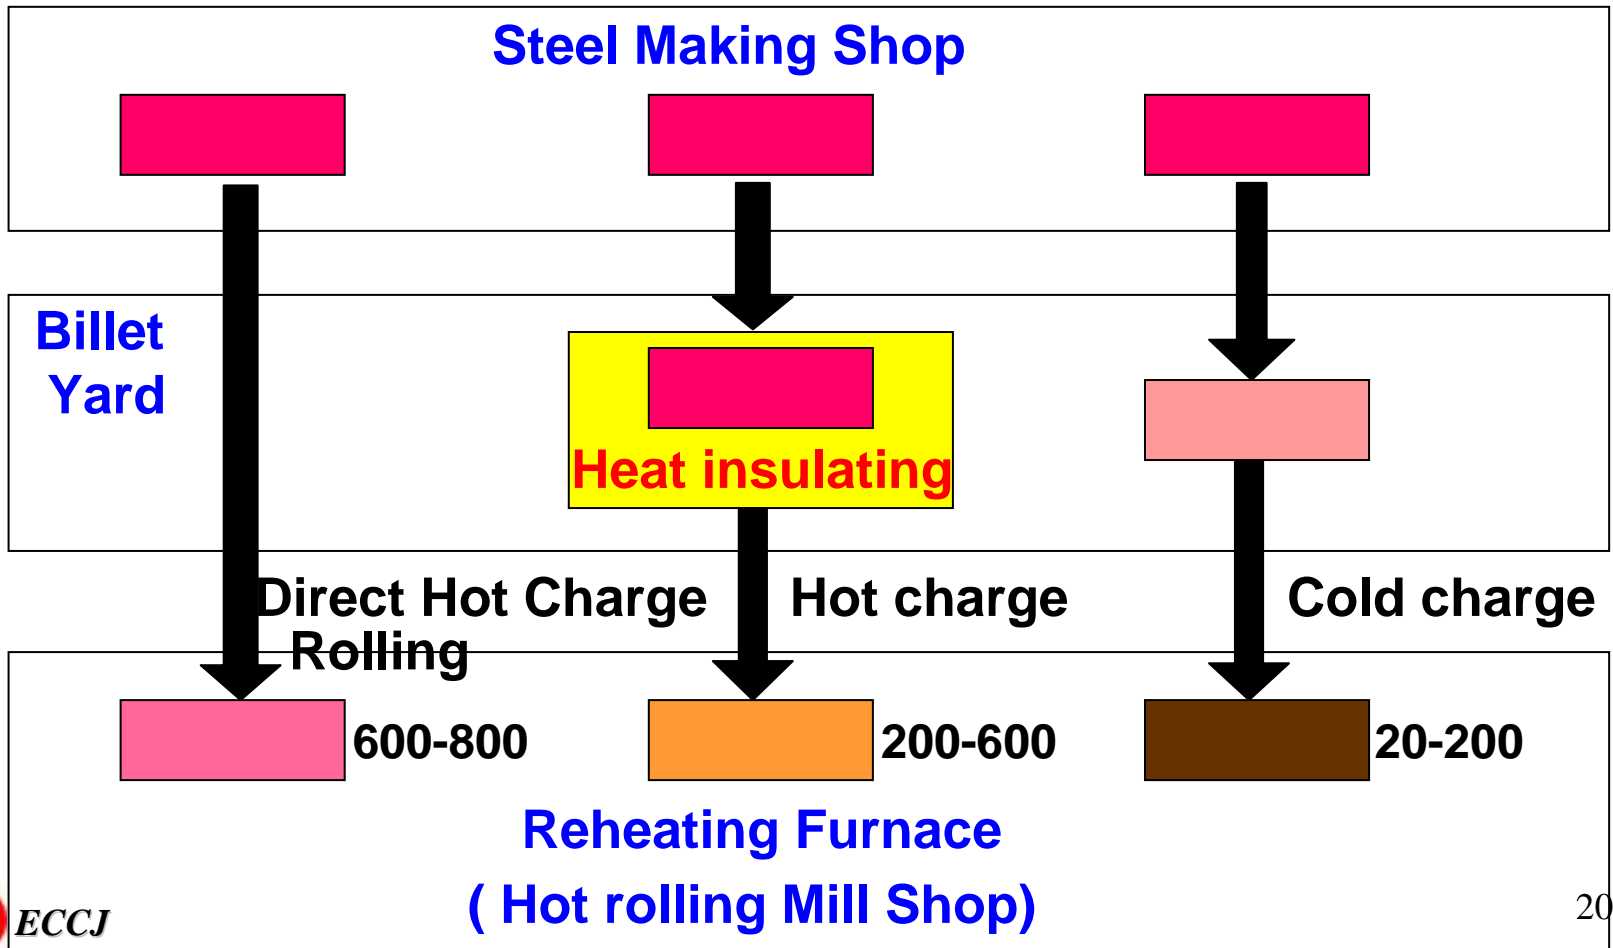 Steel Making Shop
Billet
Yard
Heat insulating
Direct Hot Charge
Rolling
Hot charge
Cold charge
600-800
200-600
20-200
Reheating Furnace
( Hot rolling Mill Shop)
ECCJ
20